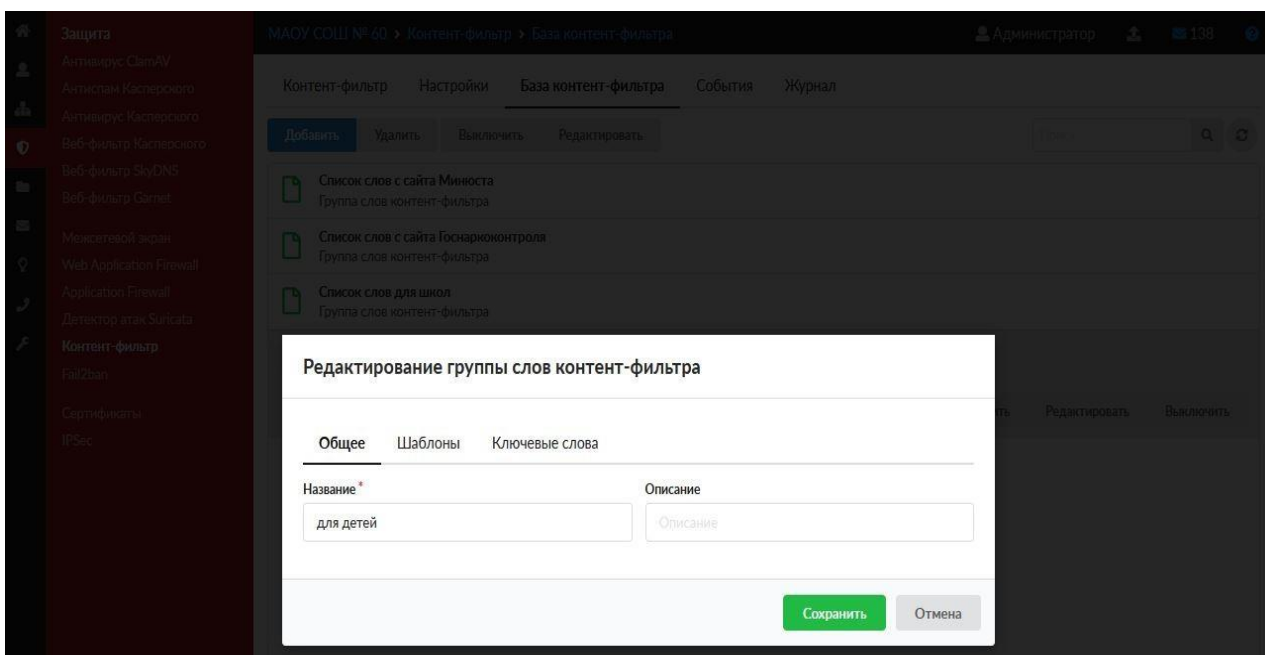 Защита
МАОУ СОШ № 60 › Контент-фильтр › База контент-фильтра
Администратор
138
Антивирус ClamAV
Антиспам Касперского
Антивирус Касперского
Веб-фильтр Касперского
Веб-фильтр SkyDNS
Веб-фильтр Garnet
Межсетевой экран
Web Application Firewall
Application Firewall
Детектор атак Suricata
Контент-фильтр
Fail2ban
Сертификаты
IPSec
Контент-фильтр Настройки База контент-фильтра События Журнал
Добавить Удалить Выключить Редактировать Поиск
Список слов с сайта Минюста
Группа слов контент-фильтра
Список слов с сайта Госнаркоконтроля
Группа слов контент-фильтра
Список слов для школ
Группа слов контент-фильтра
Редактировать Выключить
Редактирование группы слов контент-фильтра
Общее Шаблоны Ключевые слова
Название * Описание
для детей Описание
Сохранить Отмена